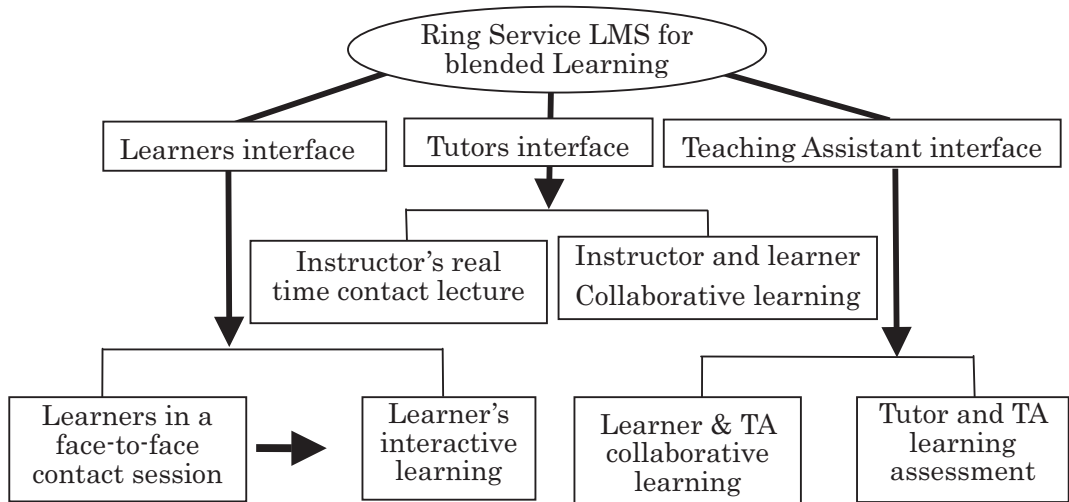 Ring Service LMS for
blended Learning
Learners interface
Tutors interface
Teaching Assistant interface
Instructor's real
time contact lecture
Instructor and learner
Collaborative learning
Learners in a
face-to-face
contact session
Learner's
interactive
learning
Learner & TA
collaborative
learning
Tutor and TA
learning
assessment